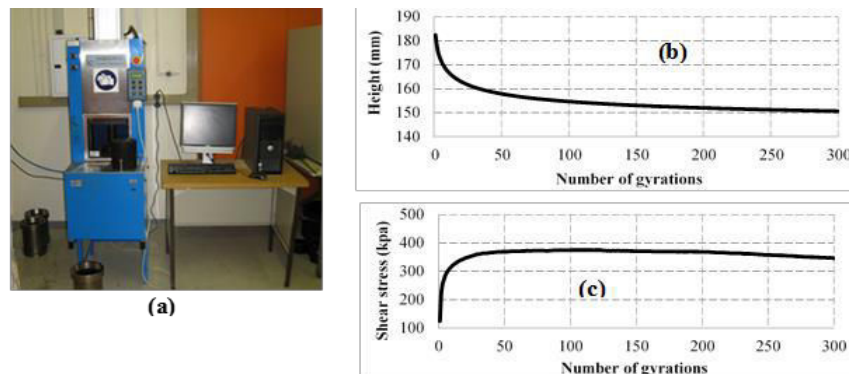 (a)
190
180
170
160
150
140
Height (mm)
(b)
0 50 100 150 200 250 300
Number of gyrations
500
400
300
200
100
Shear stress (kpa)
(c)
0 50 100 150 200 250 300
Number of gyrations